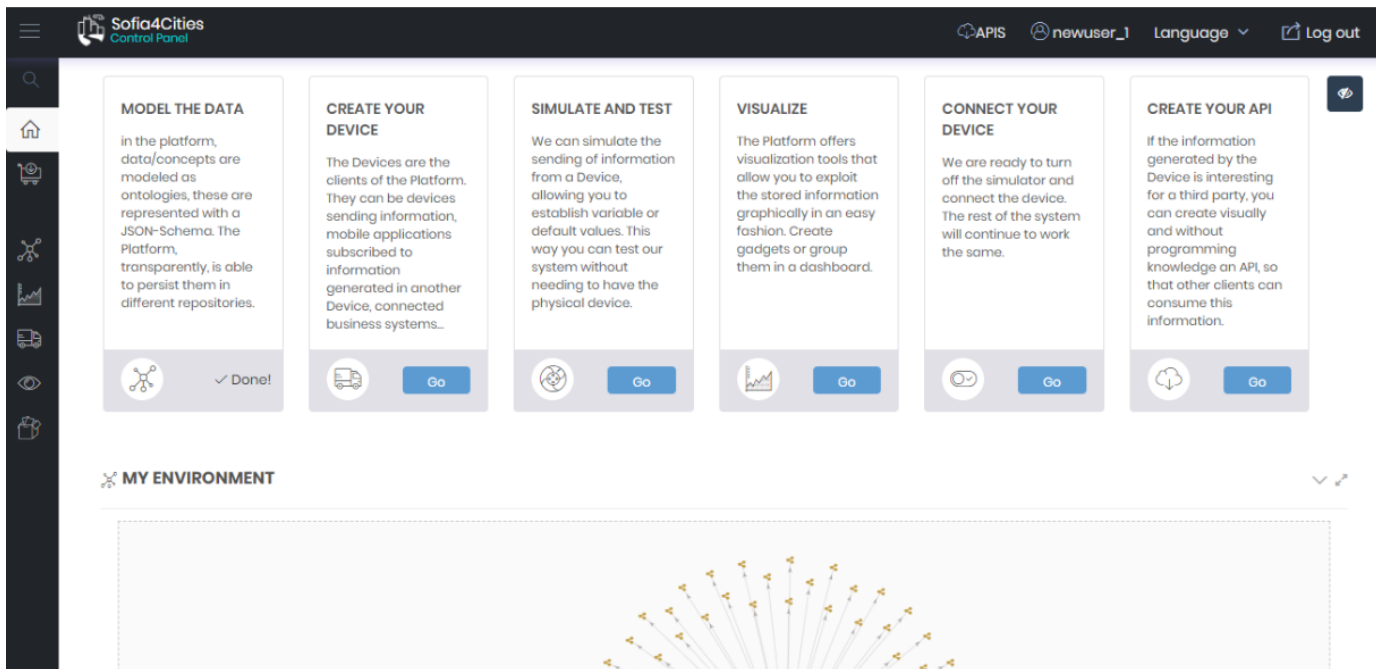 Sofia4Cities
Control Panel
APIS
newuser_1
Language
Log out
MODEL THE DATA
in the platform,
data/concepts are
modeled as
ontologies, these are
represented with a
JSON-Schema. The
Platform,
transparently, is able
to persist them in
different repositories.
Done!
CREATE YOUR
DEVICE
The Devices are the
clients of the Platform.
They can be devices
sending information,
mobile applications
subscribed to
information
generated in another
Device, connected
business systems...
Go
SIMULATE AND TEST
We can simulate the
sending of information
from a Device,
allowing you to
establish variable or
default values. This
way you can test our
system without
needing to have the
physical device.
Go
VISUALIZE
The Platform offers
visualization tools that
allow you to exploit
the stored information
graphically in an easy
fashion. Create
gadgets or group
them in a dashboard.
Go
CONNECT YOUR
DEVICE
We are ready to turn
off the simulator and
connect the device.
The rest of the system
will continue to work
the same.
Go
CREATE YOUR API
If the information
generated by the
Device is interesting
for a third party, you
can create visually
and without
programming
knowledge an API, so
that other clients can
consume this
information.
Go
MY ENVIRONMENT